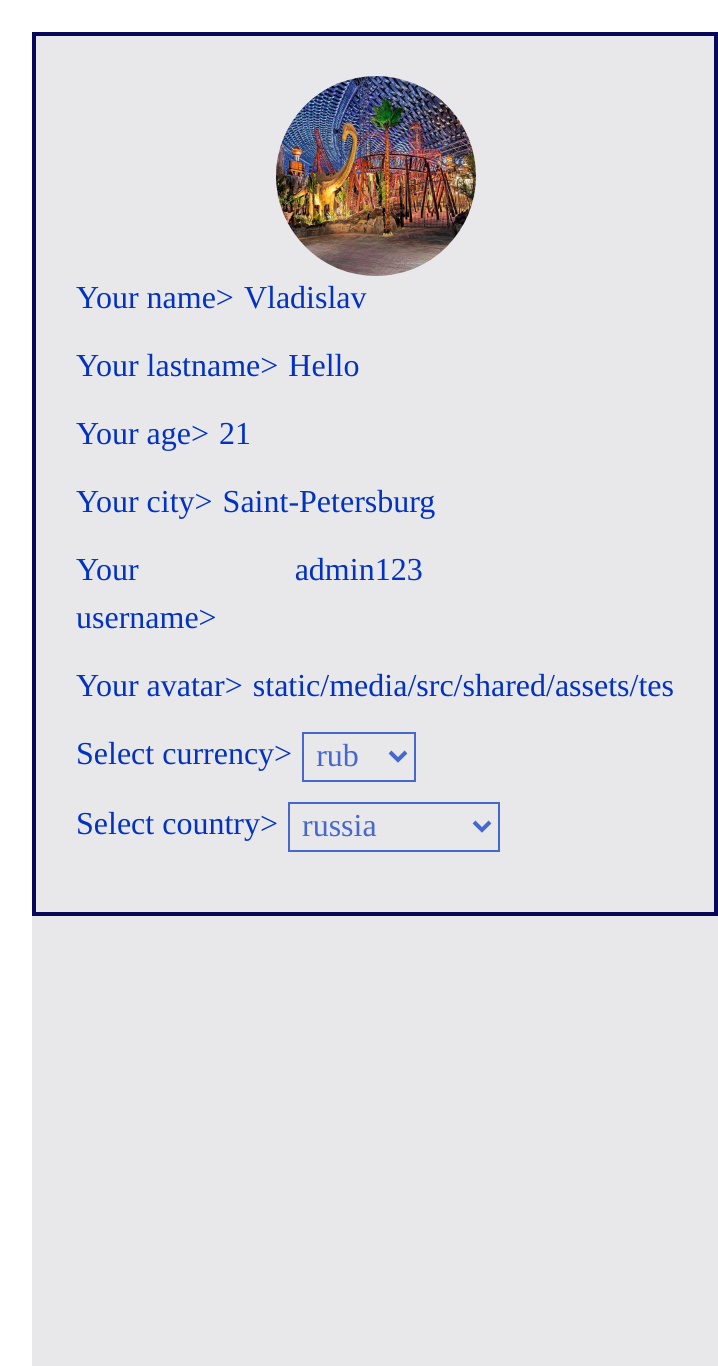 Your name> Vladislav
Your lastname> Hello
Your age> 21
Your city> Saint-Petersburg
Your username> admin123
Your avatar> static/media/src/shared/assets/tes
Select currency> rub
Select country> russia